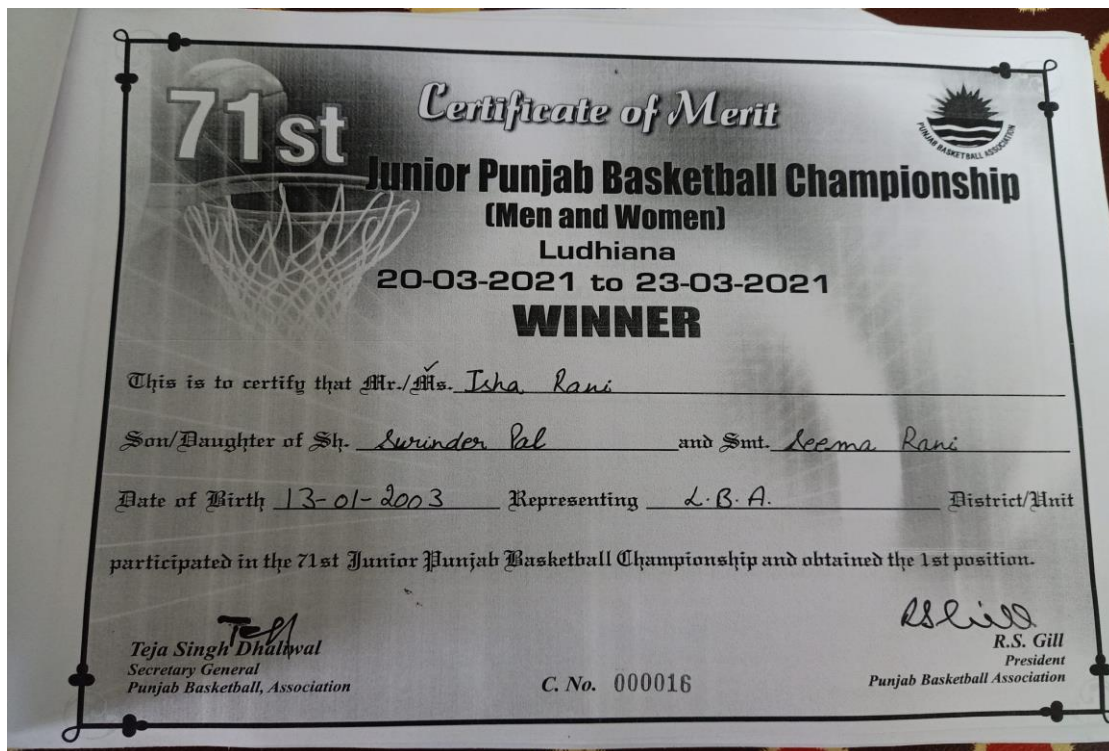 71st
Certificate of Merit
PUNJAB BASKETBALL ASSOCIATION
Junior Punjab Basketball Championship
(Men and Women)
Ludhiana
20-03-2021 to 23-03-2021
WINNER
This is to certify that Mr./Ms. Isha Rani
Son/Daughter of Sh. Surinder Pal and Smt. Seema Rani
Date of Birth 13-01-2003 Representing L.B.A. District/Unit
participated in the 71st Junior Punjab Basketball Championship and obtained the 1st position.
RSGill
Teja Singh Dhaliwal
Secretary General
Punjab Basketball, Association
C. No. 000016
R.S. Gill
President
Punjab Basketball Association